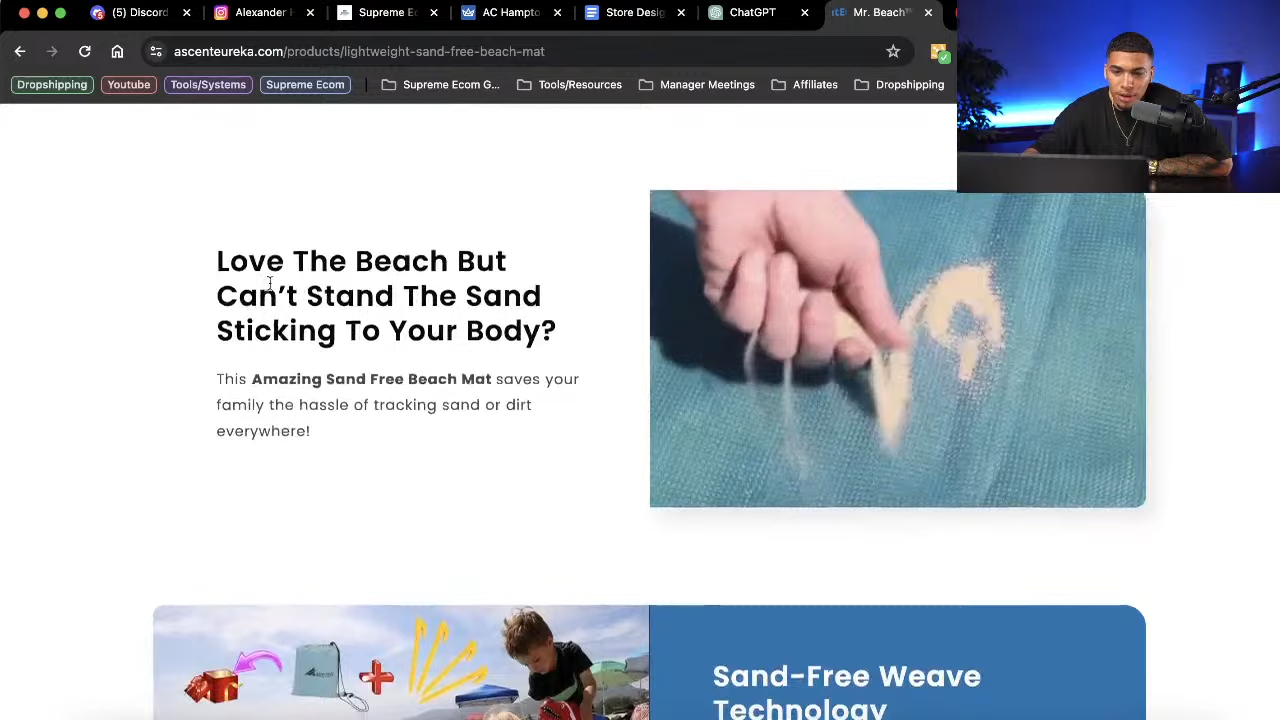 (5) Discord
Alexander H
Supreme Ec
AC Hampto
Store Desig
ChatGPT
Mr. Beach™
ascenteureka.com/products/lightweight-sand-free-beach-mat
Dropshipping
Youtube
Tools/Systems
Supreme Ecom
Supreme Ecom G...
Tools/Resources
Manager Meetings
Affiliates
Dropshipping
Love The Beach But
Can’t Stand The Sand
Sticking To Your Body?
This Amazing Sand Free Beach Mat saves your
family the hassle of tracking sand or dirt
everywhere!
Sand-Free Weave
Technology